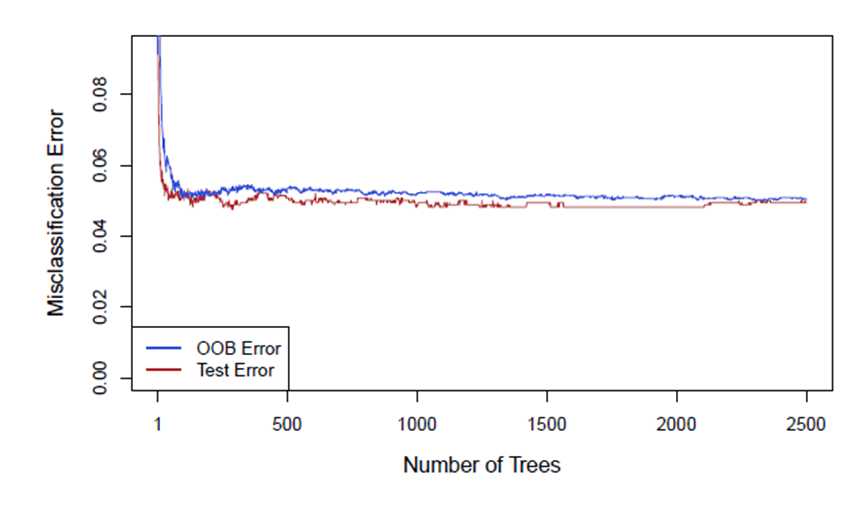 Misclassification Error
0.08
0.06
0.04
0.02
0.00
OOB Error
Test Error
1 500 1000 1500 2000 2500
Number of Trees